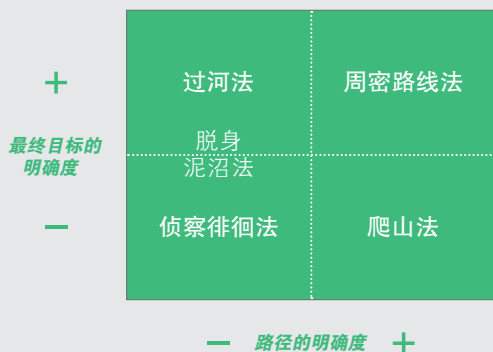 +
过河法
周密路线法
最终目标的
明确度
脱身
泥沼法
−
侦察徘徊法
爬山法
− 路径的明确度 +